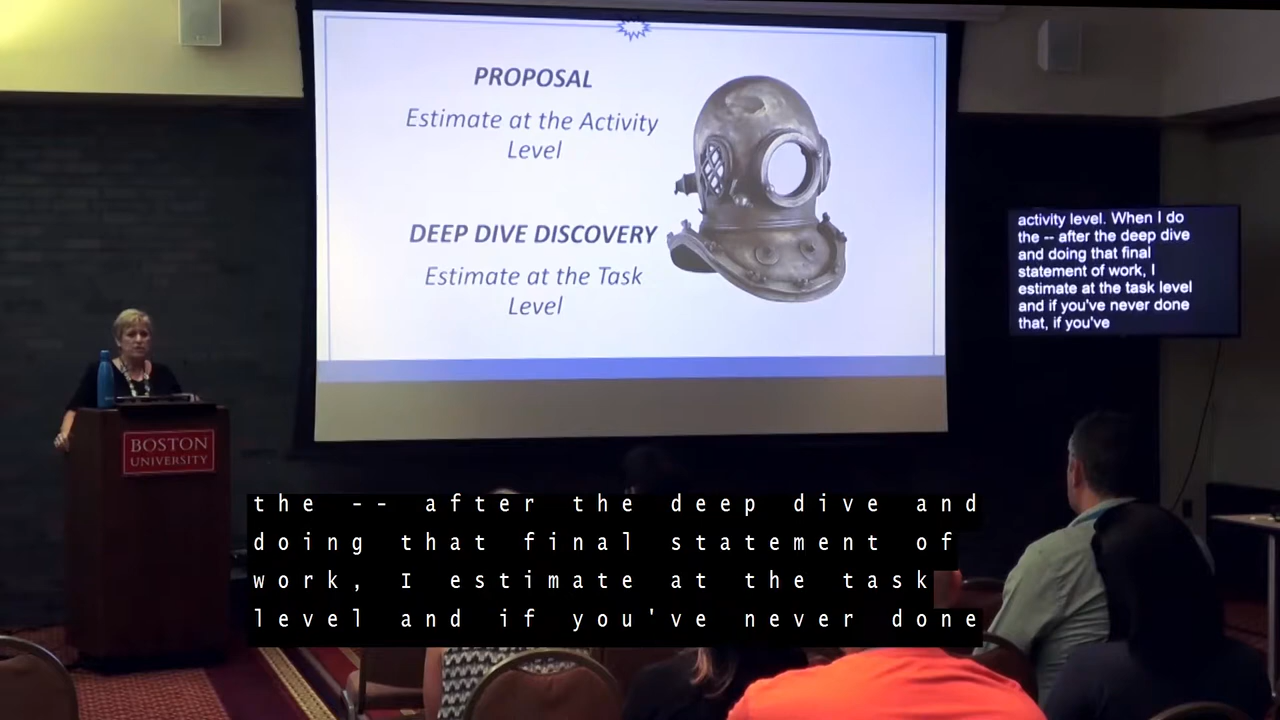 PROPOSAL
Estimate at the Activity
Level
DEEP DIVE DISCOVERY
Estimate at the Task
Level
activity level. When I do
the -- after the deep dive
and doing that final
statement of work, I
estimate at the task level
and if you've never done
that, if you've
BOSTON
UNIVERSITY
the -- after the deep dive and
doing that final statement of
work, I estimate at the task
level and if you've never done